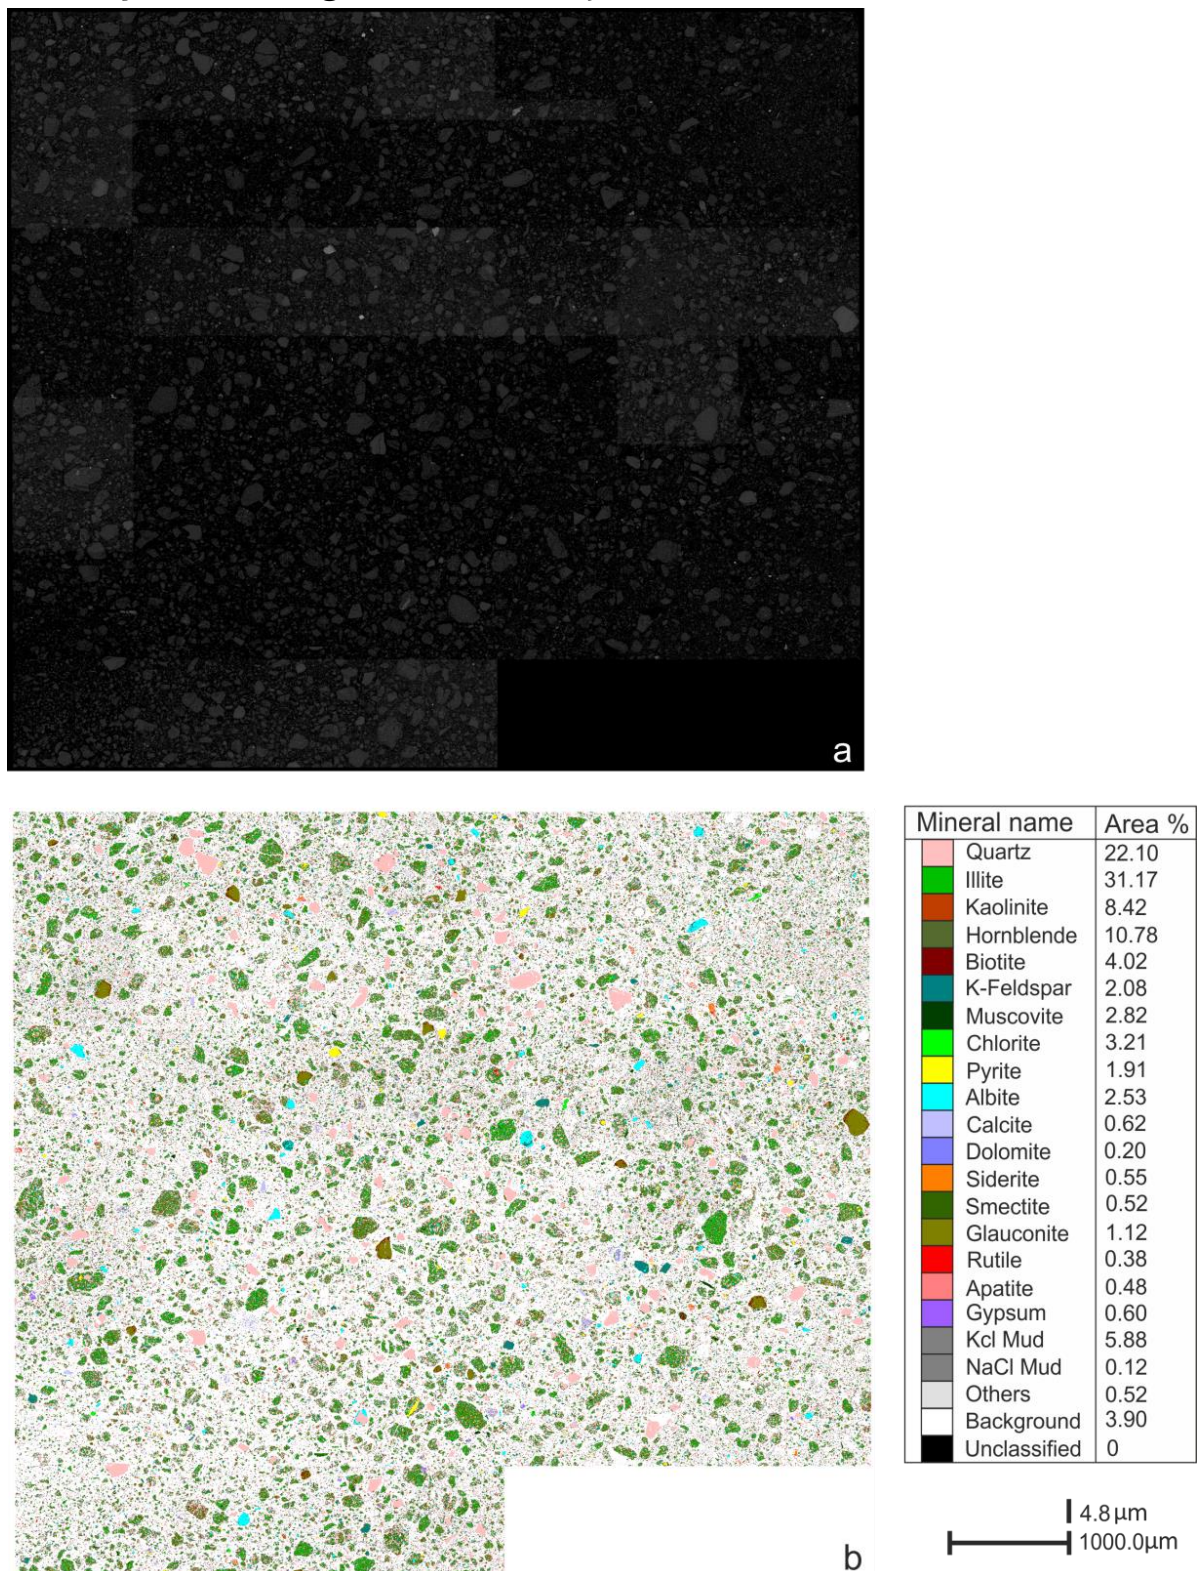 a
Mineral name Area %
Quartz 22.10
Illite 31.17
Kaolinite 8.42
Hornblende 10.78
Biotite 4.02
K-Feldspar 2.08
Muscovite 2.82
Chlorite 3.21
Pyrite 1.91
Albite 2.53
Calcite 0.62
Dolomite 0.20
Siderite 0.55
Smectite 0.52
Glauconite 1.12
Rutile 0.38
Apatite 0.48
Gypsum 0.60
Kcl Mud 5.88
NaCl Mud 0.12
Others 0.52
Background 3.90
Unclassified 0
4.8 µm
1000.0µm
b